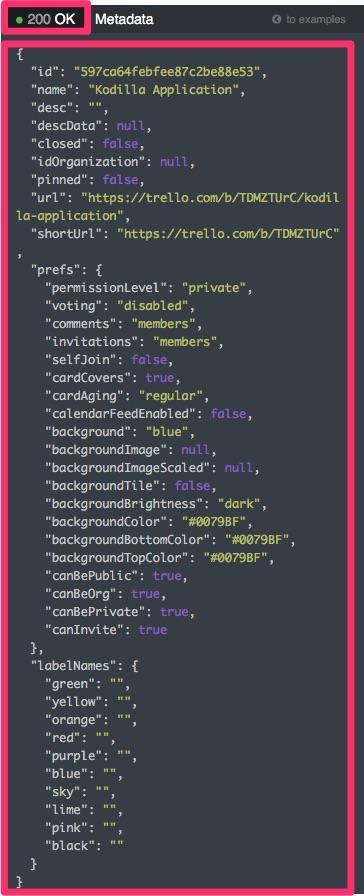 200 OK Metadata to examples
{
"id": "597ca64febfee87c2be88e53",
"name": "Kodilla Application",
"desc": "",
"descData": null,
"closed": false,
"idOrganization": null,
"pinned": false,
"url": "https://trello.com/b/TDMZTUrC/kodi
lla-application",
"shortUrl": "https://trello.com/b/TDMZTUrC"
,
"prefs": {
"permissionLevel": "private",
"voting": "disabled",
"comments": "members",
"invitations": "members",
"selfJoin": false,
"cardCovers": true,
"cardAging": "regular",
"calendarFeedEnabled": false,
"background": "blue",
"backgroundImage": null,
"backgroundImageScaled": null,
"backgroundTile": false,
"backgroundBrightness": "dark",
"backgroundColor": "#0079BF",
"backgroundBottomColor": "#0079BF",
"backgroundTopColor": "#0079BF",
"canBePublic": true,
"canBeOrg": true,
"canBePrivate": true,
"canInvite": true
},
"labelNames": {
"green": "",
"yellow": "",
"orange": "",
"red": "",
"purple": "",
"blue": "",
"sky": "",
"lime": "",
"pink": "",
"black": ""
}
}